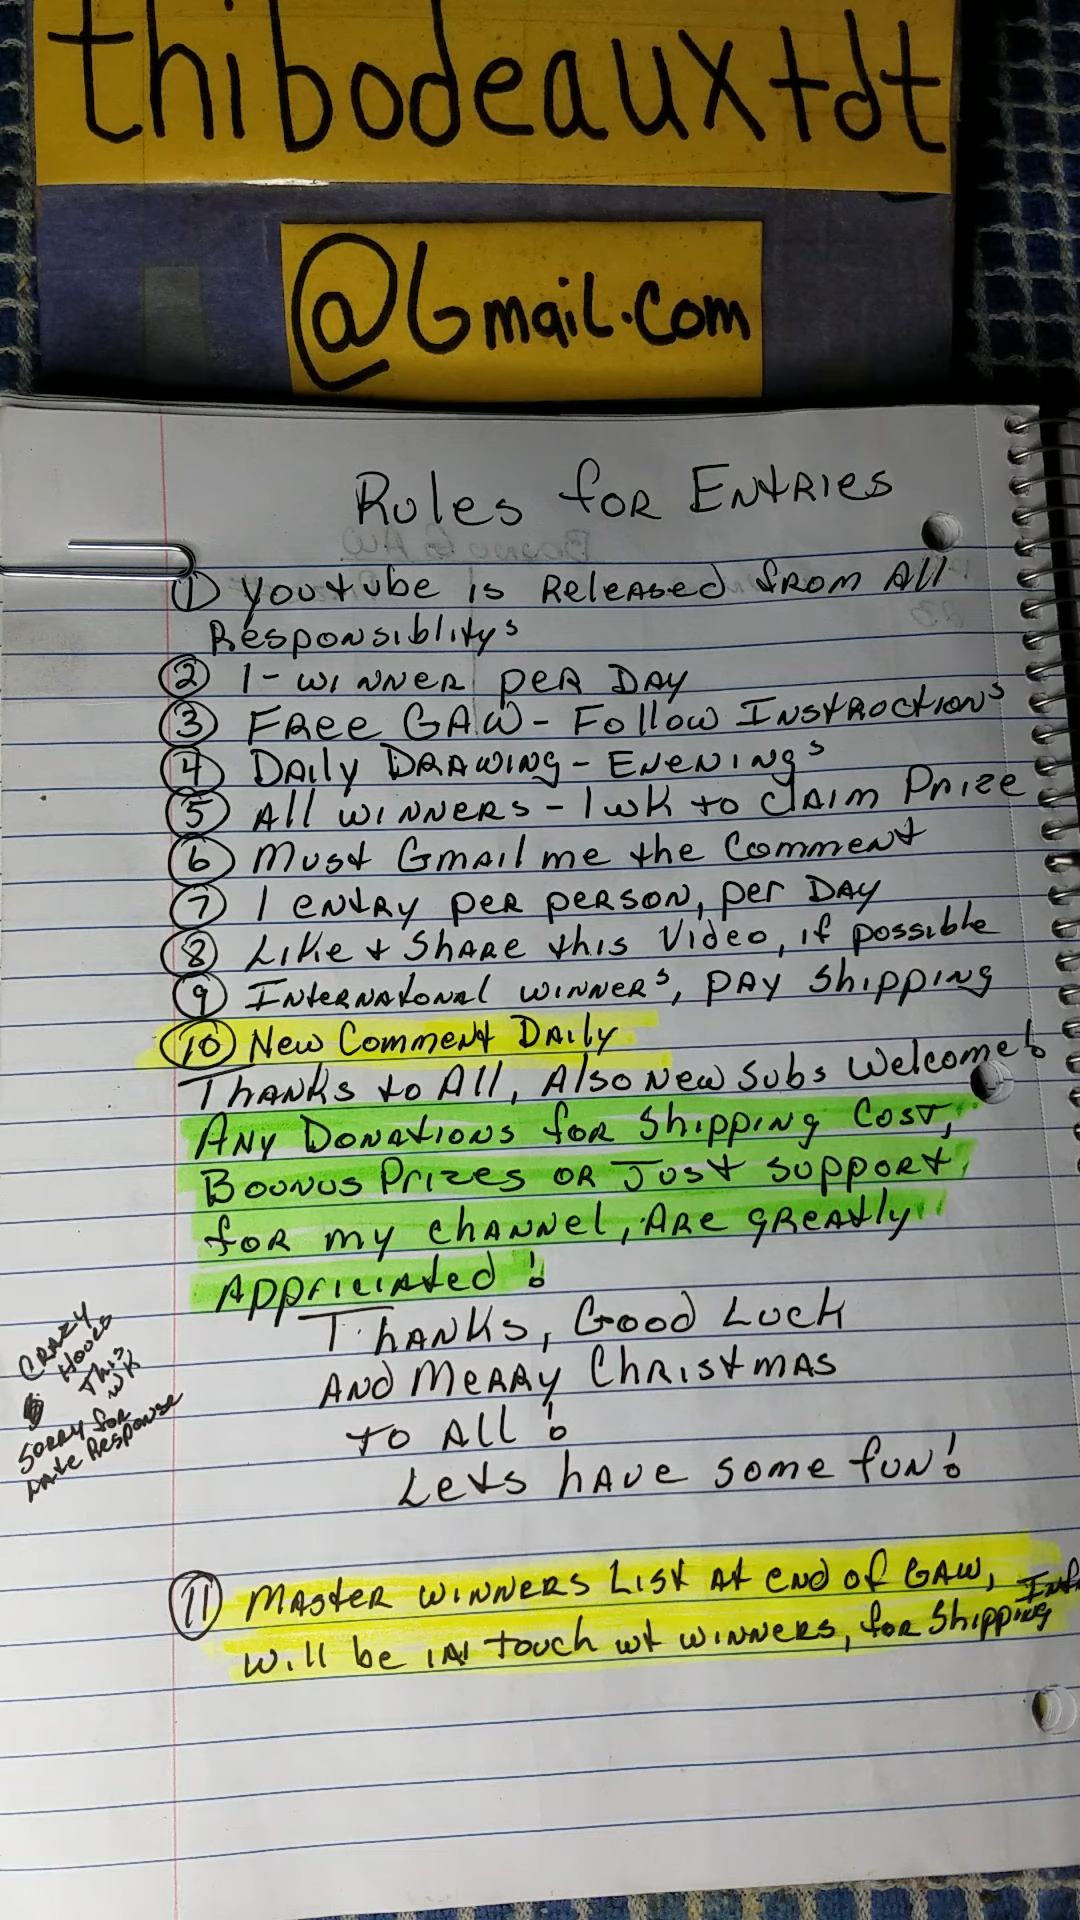 thibodeauxtdt
@Gmail.com
Rules for Entries
① Youtube is Released from All
Responsiblitys
② 1-Winner per Day
③ Free GAW - Follow Instructions
④ Daily Drawing - Evenings
⑤ All winners - 1 wk to claim Prize
⑥ Must Gmail me the Comment
⑦ 1 entry per person, per Day
⑧ Like + Share this Video, if possible
⑨ Internatonal winners, pay shipping
⑩ New Comment Daily
Thanks to All, Also New Subs Welcome!
Any Donations for Shipping Cost,
Boonus Prizes or Just support
for my channel, Are greatly
Appriciated!
Thanks, Good Luck
And Merry Christmas
to All!
Lets have some fun!
Crazy
Hours
This
wk
Sorry for
Late Response
⑪ Master winners List at end of GAW,
will be in touch wt winners, for Shipping